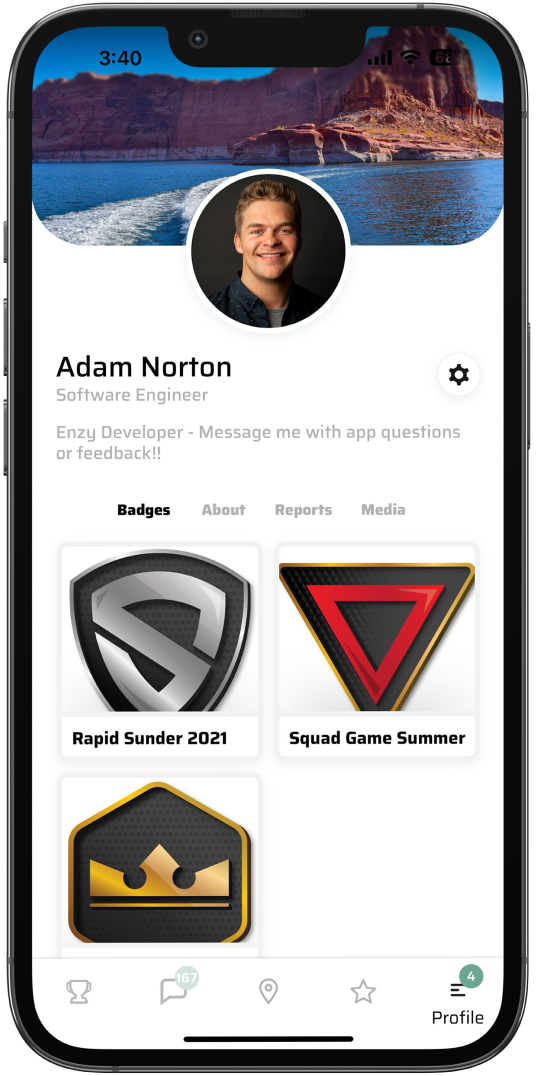 3:40
Adam Norton
Software Engineer
Enzy Developer - Message me with app questions
or feedback!!
Badges About Reports Media
Rapid Sunder 2021
Squad Game Summer
167
4
Profile